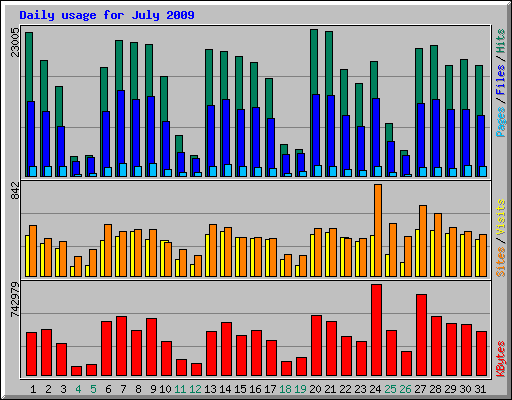 Daily usage for July 2009
23005
Pages / Files / Hits
842
Sites / Visits
742979
KBytes
1 2 3 4 5 6 7 8 9 10 11 12 13 14 15 16 17 18 19 20 21 22 23 24 25 26 27 28 29 30 31